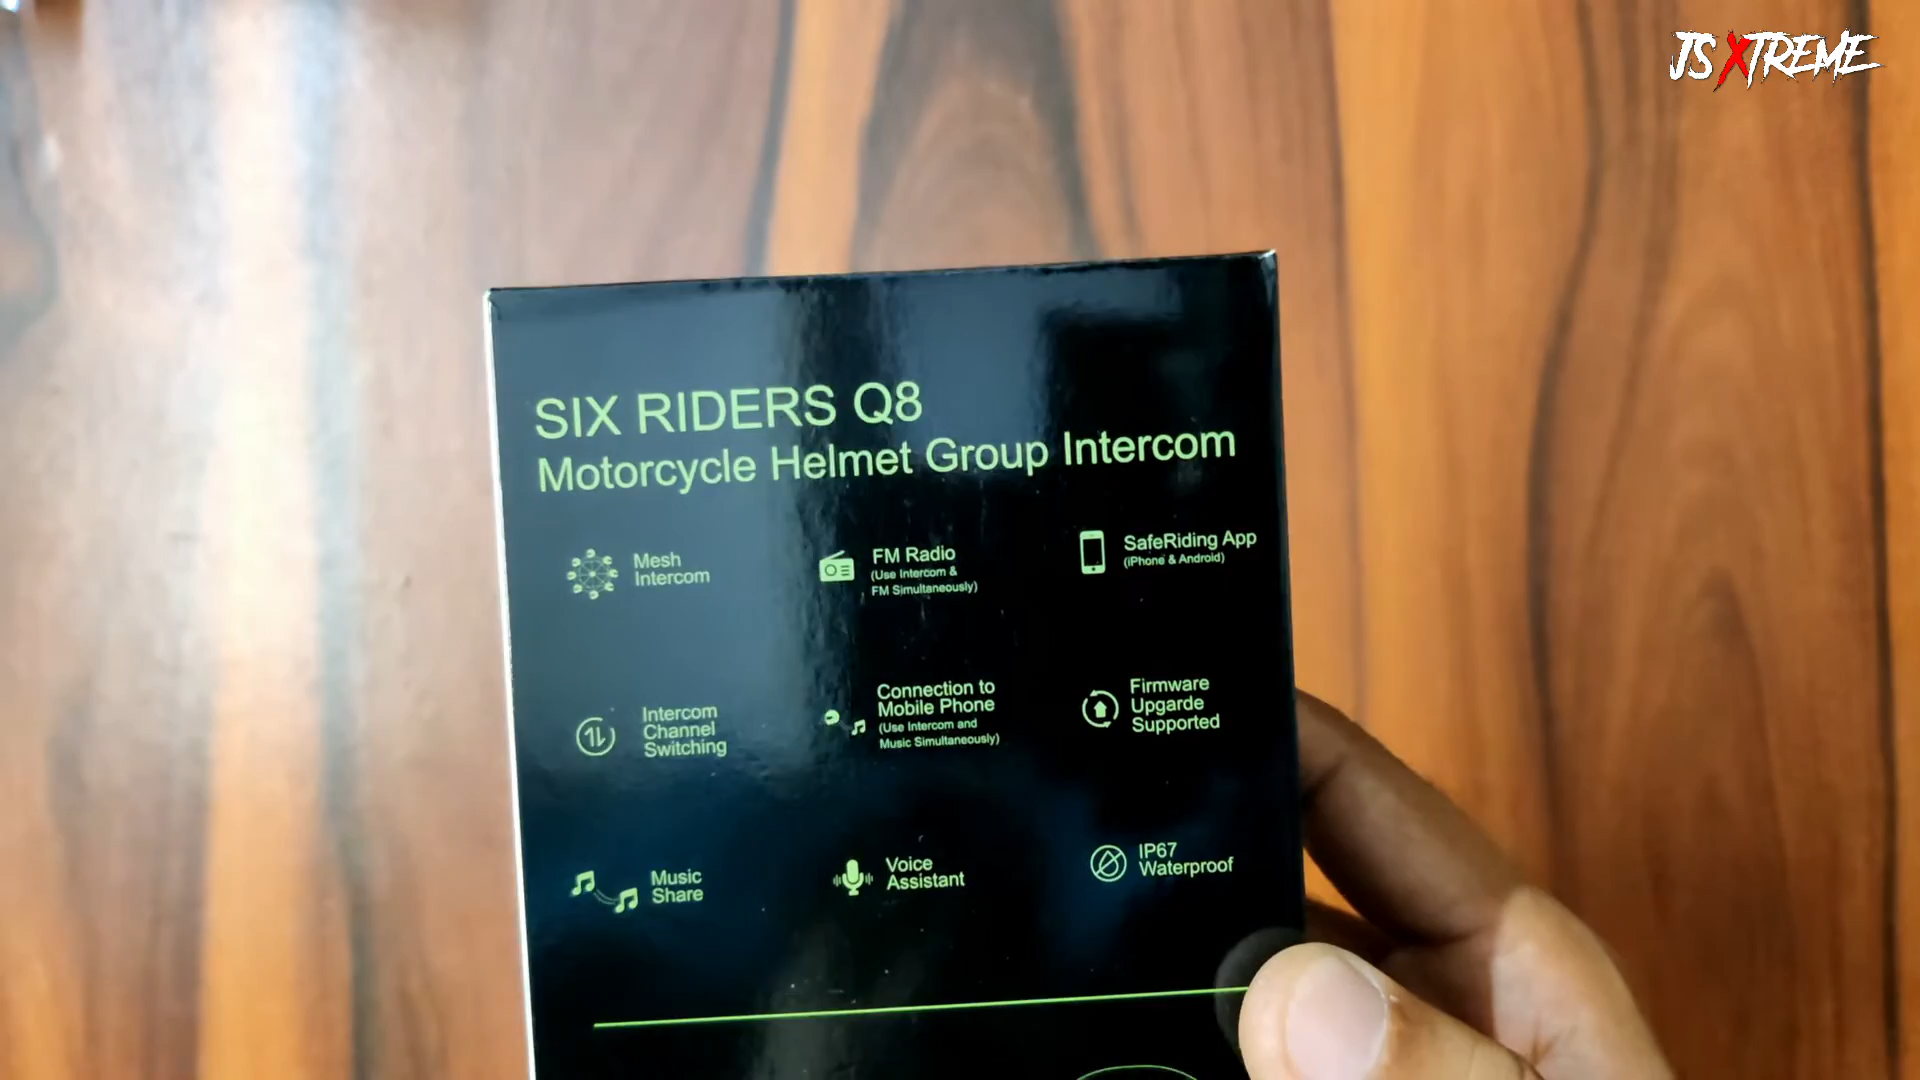 JS XTREME
SIX RIDERS Q8
Motorcycle Helmet Group Intercom
Mesh
Intercom
FM Radio
(Use Intercom &
FM Simultaneously)
SafeRiding App
(iPhone & Android)
Intercom
Channel
Switching
Connection to
Mobile Phone
(Use Intercom and
Music Simultaneously)
Firmware
Upgarde
Supported
Music
Share
Voice
Assistant
IP67
Waterproof